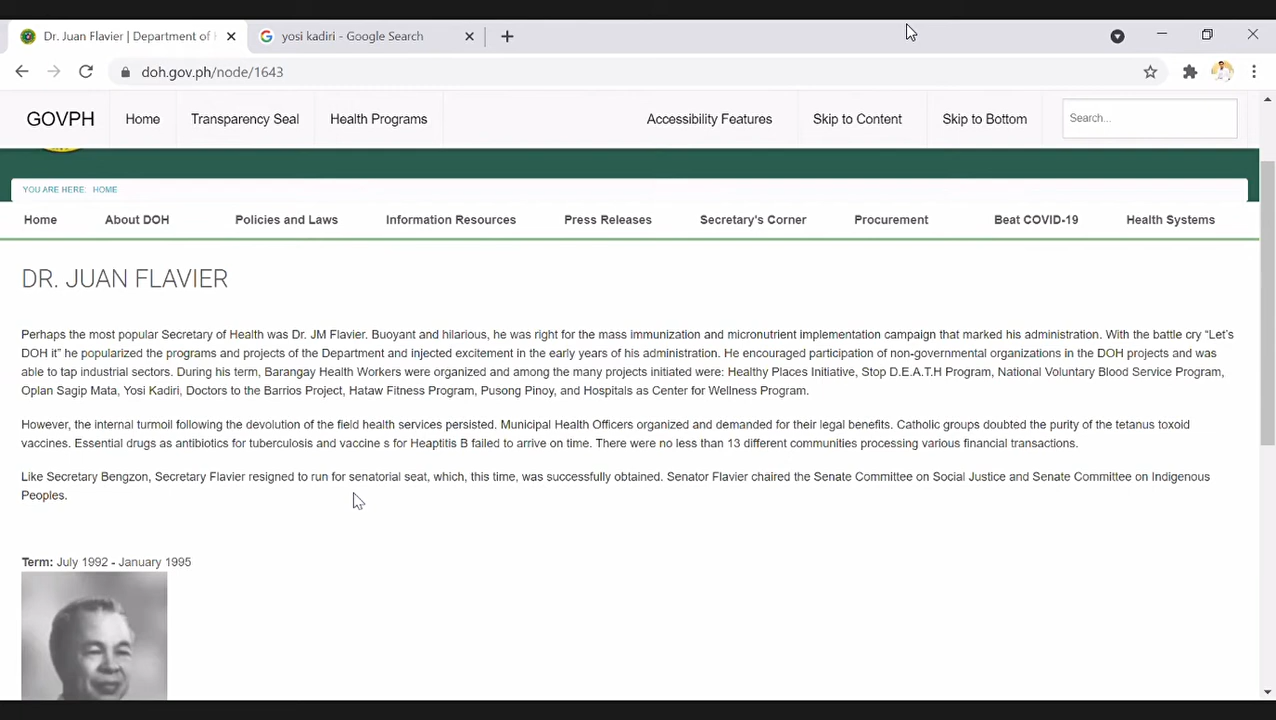 Dr. Juan Flavier | Department of H
yosi kadiri - Google Search
doh.gov.ph/node/1643
GOVPH Home Transparency Seal Health Programs Accessibility Features Skip to Content Skip to Bottom Search...
YOU ARE HERE: HOME
Home About DOH Policies and Laws Information Resources Press Releases Secretary's Corner Procurement Beat COVID-19 Health Systems
DR. JUAN FLAVIER
Perhaps the most popular Secretary of Health was Dr. JM Flavier. Buoyant and hilarious, he was right for the mass immunization and micronutrient implementation campaign that marked his administration. With the battle cry “Let’s
DOH it” he popularized the programs and projects of the Department and injected excitement in the early years of his administration. He encouraged participation of non-governmental organizations in the DOH projects and was
able to tap industrial sectors. During his term, Barangay Health Workers were organized and among the many projects initiated were: Healthy Places Initiative, Stop D.E.A.T.H Program, National Voluntary Blood Service Program,
Oplan Sagip Mata, Yosi Kadiri, Doctors to the Barrios Project, Hataw Fitness Program, Pusong Pinoy, and Hospitals as Center for Wellness Program.
However, the internal turmoil following the devolution of the field health services persisted. Municipal Health Officers organized and demanded for their legal benefits. Catholic groups doubted the purity of the tetanus toxoid
vaccines. Essential drugs as antibiotics for tuberculosis and vaccine s for Heaptitis B failed to arrive on time. There were no less than 13 different communities processing various financial transactions.
Like Secretary Bengzon, Secretary Flavier resigned to run for senatorial seat, which, this time, was successfully obtained. Senator Flavier chaired the Senate Committee on Social Justice and Senate Committee on Indigenous
Peoples.
Term: July 1992 - January 1995